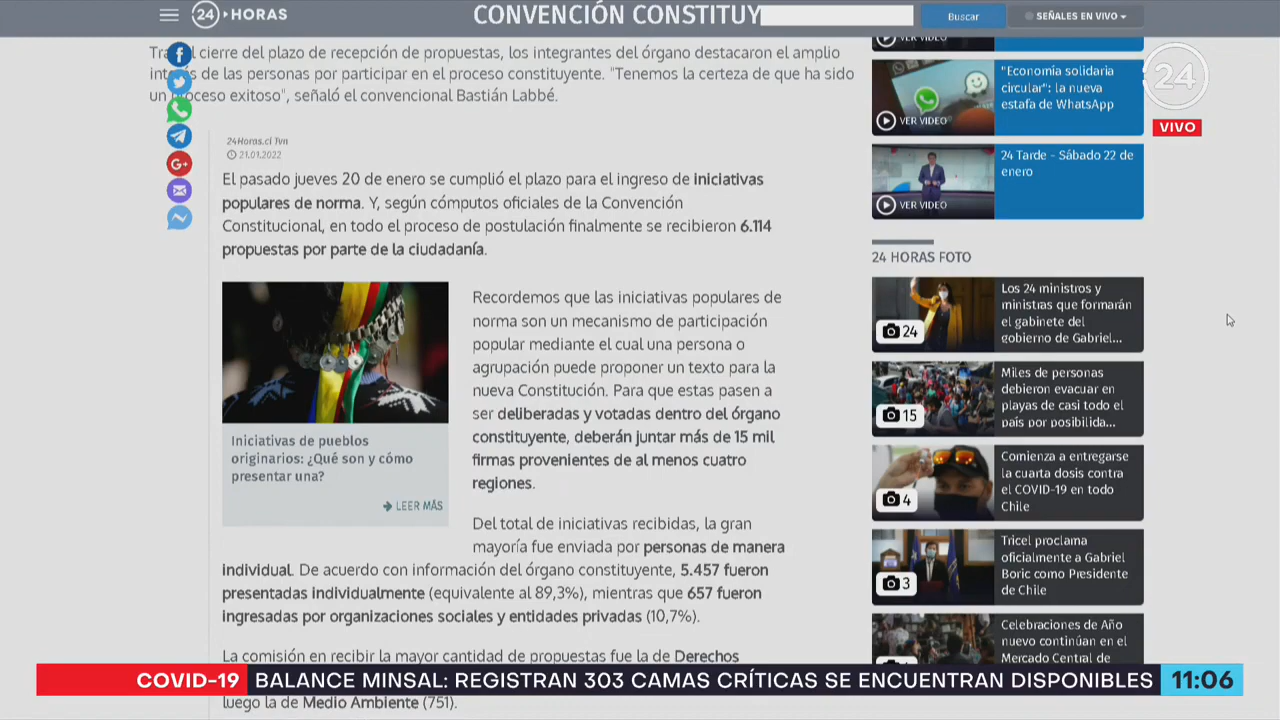 24 HORAS
CONVENCIÓN CONSTITUY
Buscar
SEÑALES EN VIVO
Tras el cierre del plazo de recepción de propuestas, los integrantes del órgano destacaron el amplio
interés de las personas por participar en el proceso constituyente. "Tenemos la certeza de que ha sido
un proceso exitoso", señaló el convencional Bastián Labbé.
24Horas.cl Tvn
21.01.2022
El pasado jueves 20 de enero se cumplió el plazo para el ingreso de iniciativas
populares de norma. Y, según cómputos oficiales de la Convención
Constitucional, en todo el proceso de postulación finalmente se recibieron 6.114
propuestas por parte de la ciudadanía.
Recordemos que las iniciativas populares de
norma son un mecanismo de participación
popular mediante el cual una persona o
agrupación puede proponer un texto para la
nueva Constitución. Para que estas pasen a
ser deliberadas y votadas dentro del órgano
constituyente, deberán juntar más de 15 mil
firmas provenientes de al menos cuatro
regiones.
Iniciativas de pueblos
originarios: ¿Qué son y cómo
presentar una?
LEER MÁS
Del total de iniciativas recibidas, la gran
mayoría fue enviada por personas de manera
individual. De acuerdo con información del órgano constituyente, 5.457 fueron
presentadas individualmente (equivalente al 89,3%), mientras que 657 fueron
ingresadas por organizaciones sociales y entidades privadas (10,7%).
La comisión mayor cantidad de propuestas fue la de Derechos
luego la de Medio Ambiente (751).
VER VIDEO
"Economía solidaria
circular": la nueva
estafa de WhatsApp
VER VIDEO
24 Tarde - Sábado 22 de
enero
VER VIDEO
24 HORAS FOTO
Los 24 ministros y
ministras que formarán
el gabinete del
gobierno de Gabriel...
24
Miles de personas
debieron evacuar en
playas de casi todo el
país por posibilida...
15
Comienza a entregarse
la cuarta dosis contra
el COVID-19 en todo
Chile
4
Tricel proclama
oficialmente a Gabriel
Boric como Presidente
de Chile
3
Celebraciones de Año
nuevo continúan en el
Mercado Central de
24
VIVO
COVID-19 BALANCE MINSAL: REGISTRAN 303 CAMAS CRÍTICAS SE ENCUENTRAN DISPONIBLES 11:06